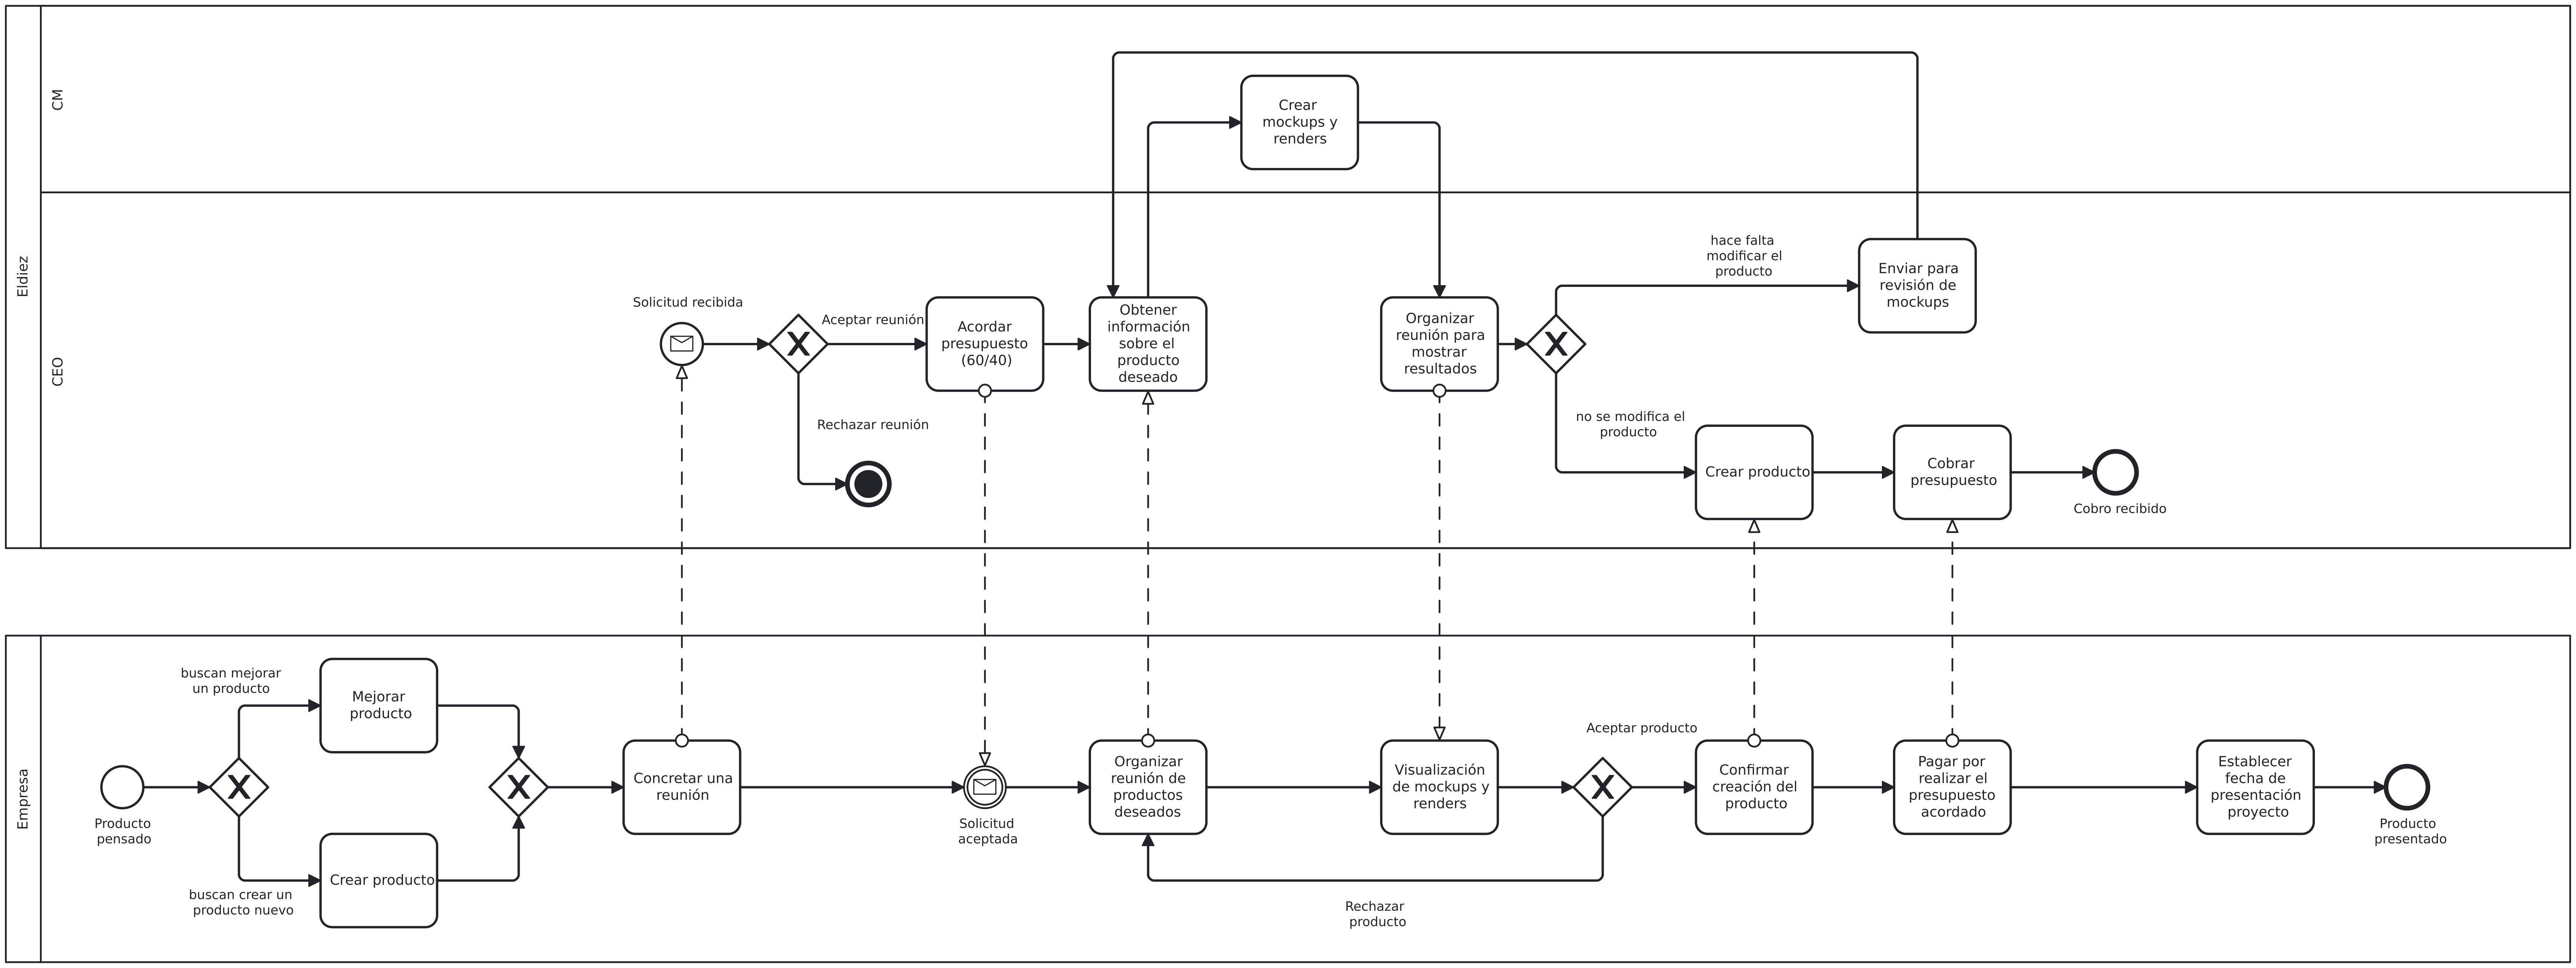 Eldiez
CM
Crear
mockups y
renders
CEO
Solicitud recibida
Aceptar reunión
Rechazar reunión
Acordar
presupuesto
(60/40)
Obtener
información
sobre el
producto
deseado
Organizar
reunión para
mostrar
resultados
hace falta
modificar el
producto
Enviar para
revisión de
mockups
no se modifica el
producto
Crear producto
Cobrar
presupuesto
Cobro recibido
Empresa
Producto
pensado
buscan mejorar
un producto
Mejorar
producto
buscan crear un
producto nuevo
Crear producto
Concretar una
reunión
Solicitud
aceptada
Organizar
reunión de
productos
deseados
Visualización
de mockups y
renders
Aceptar producto
Rechazar
producto
Confirmar
creación del
producto
Pagar por
realizar el
presupuesto
acordado
Establecer
fecha de
presentación
proyecto
Producto
presentado